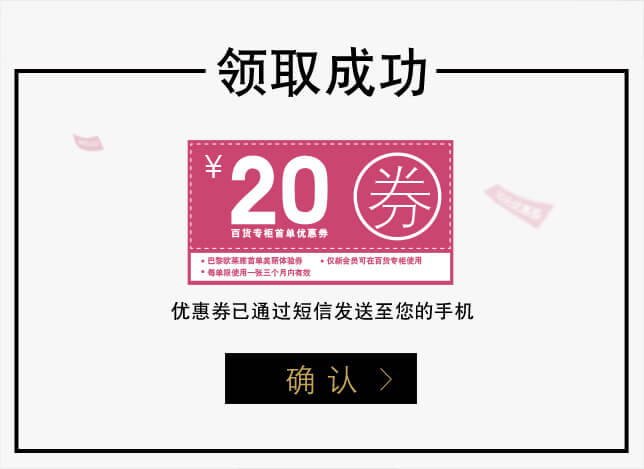 领取成功
¥20
券
百货专柜首单优惠券
• 巴黎欧莱雅首单美丽体验券 • 仅新会员可在百货专柜使用
• 每单限使用一张三个月内有效
优惠券已通过短信发送至您的手机
确认 >